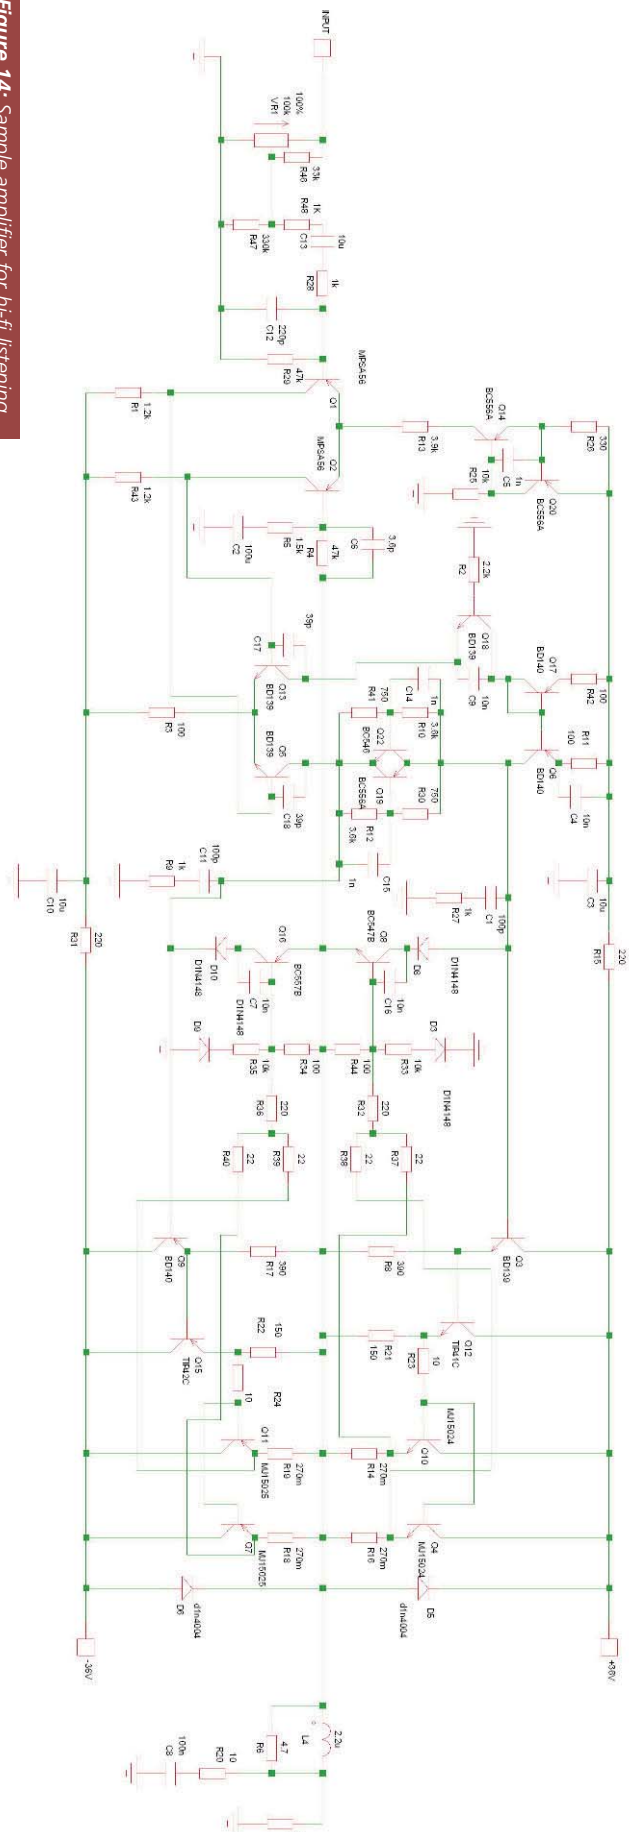 Figure 14: Sample amplifier for hi-fi listening
INPUT
100%
100k
VR1
33k
R46
1K
R48
330k
R47
10u
C13
1k
R28
220p
C12
47k
R29
MPSA56
Q1
1.2k
R1
MPSA56
Q2
1.2k
R43
3.9k
R13
Q14
BC556A
330
R26
1n
C5
10k
R25
Q20
BC556A
3.6p
C6
47k
R4
1.5k
R5
100u
C2
2.2k
R2
Q18
BD139
10n
C9
Q17
BD140
100
R42
R11
100
Q6
BD140
10n
C4
39p
C17
Q13
BD139
100
R3
BD139
Q5
39p
C18
1n
C14
750
R41
3.6k
R10
Q22
BC546
Q19
BC556A
750
R30
R12
3.6k
C15
1n
100p
C11
1k
R9
10u
C10
220
R31
10u
C3
220
R15
100p
C1
1k
R27
Q8
BC547B
D8
D1N4148
10n
C16
Q16
BC557B
D10
D1N4148
10n
C7
D1N4148
D9
10k
R35
100
R34
100
R44
10k
R33
D3
D1N4148
220
R36
220
R32
22
R40
22
R39
22
R38
22
R37
Q9
BD140
390
R17
390
R8
Q3
BD139
150
R22
Q15
TIP42C
R21
150
Q12
TIP41C
10
R23
R24
10
Q11
MJ15025
270m
R19
270m
R14
MJ15024
Q10
Q7
MJ15025
270m
R18
270m
R16
Q4
MJ15024
D6
d1n4004
D5
d1n4004
-36V
+36V
2.2u
L4
4.7
R6
10
R20
100n
C8